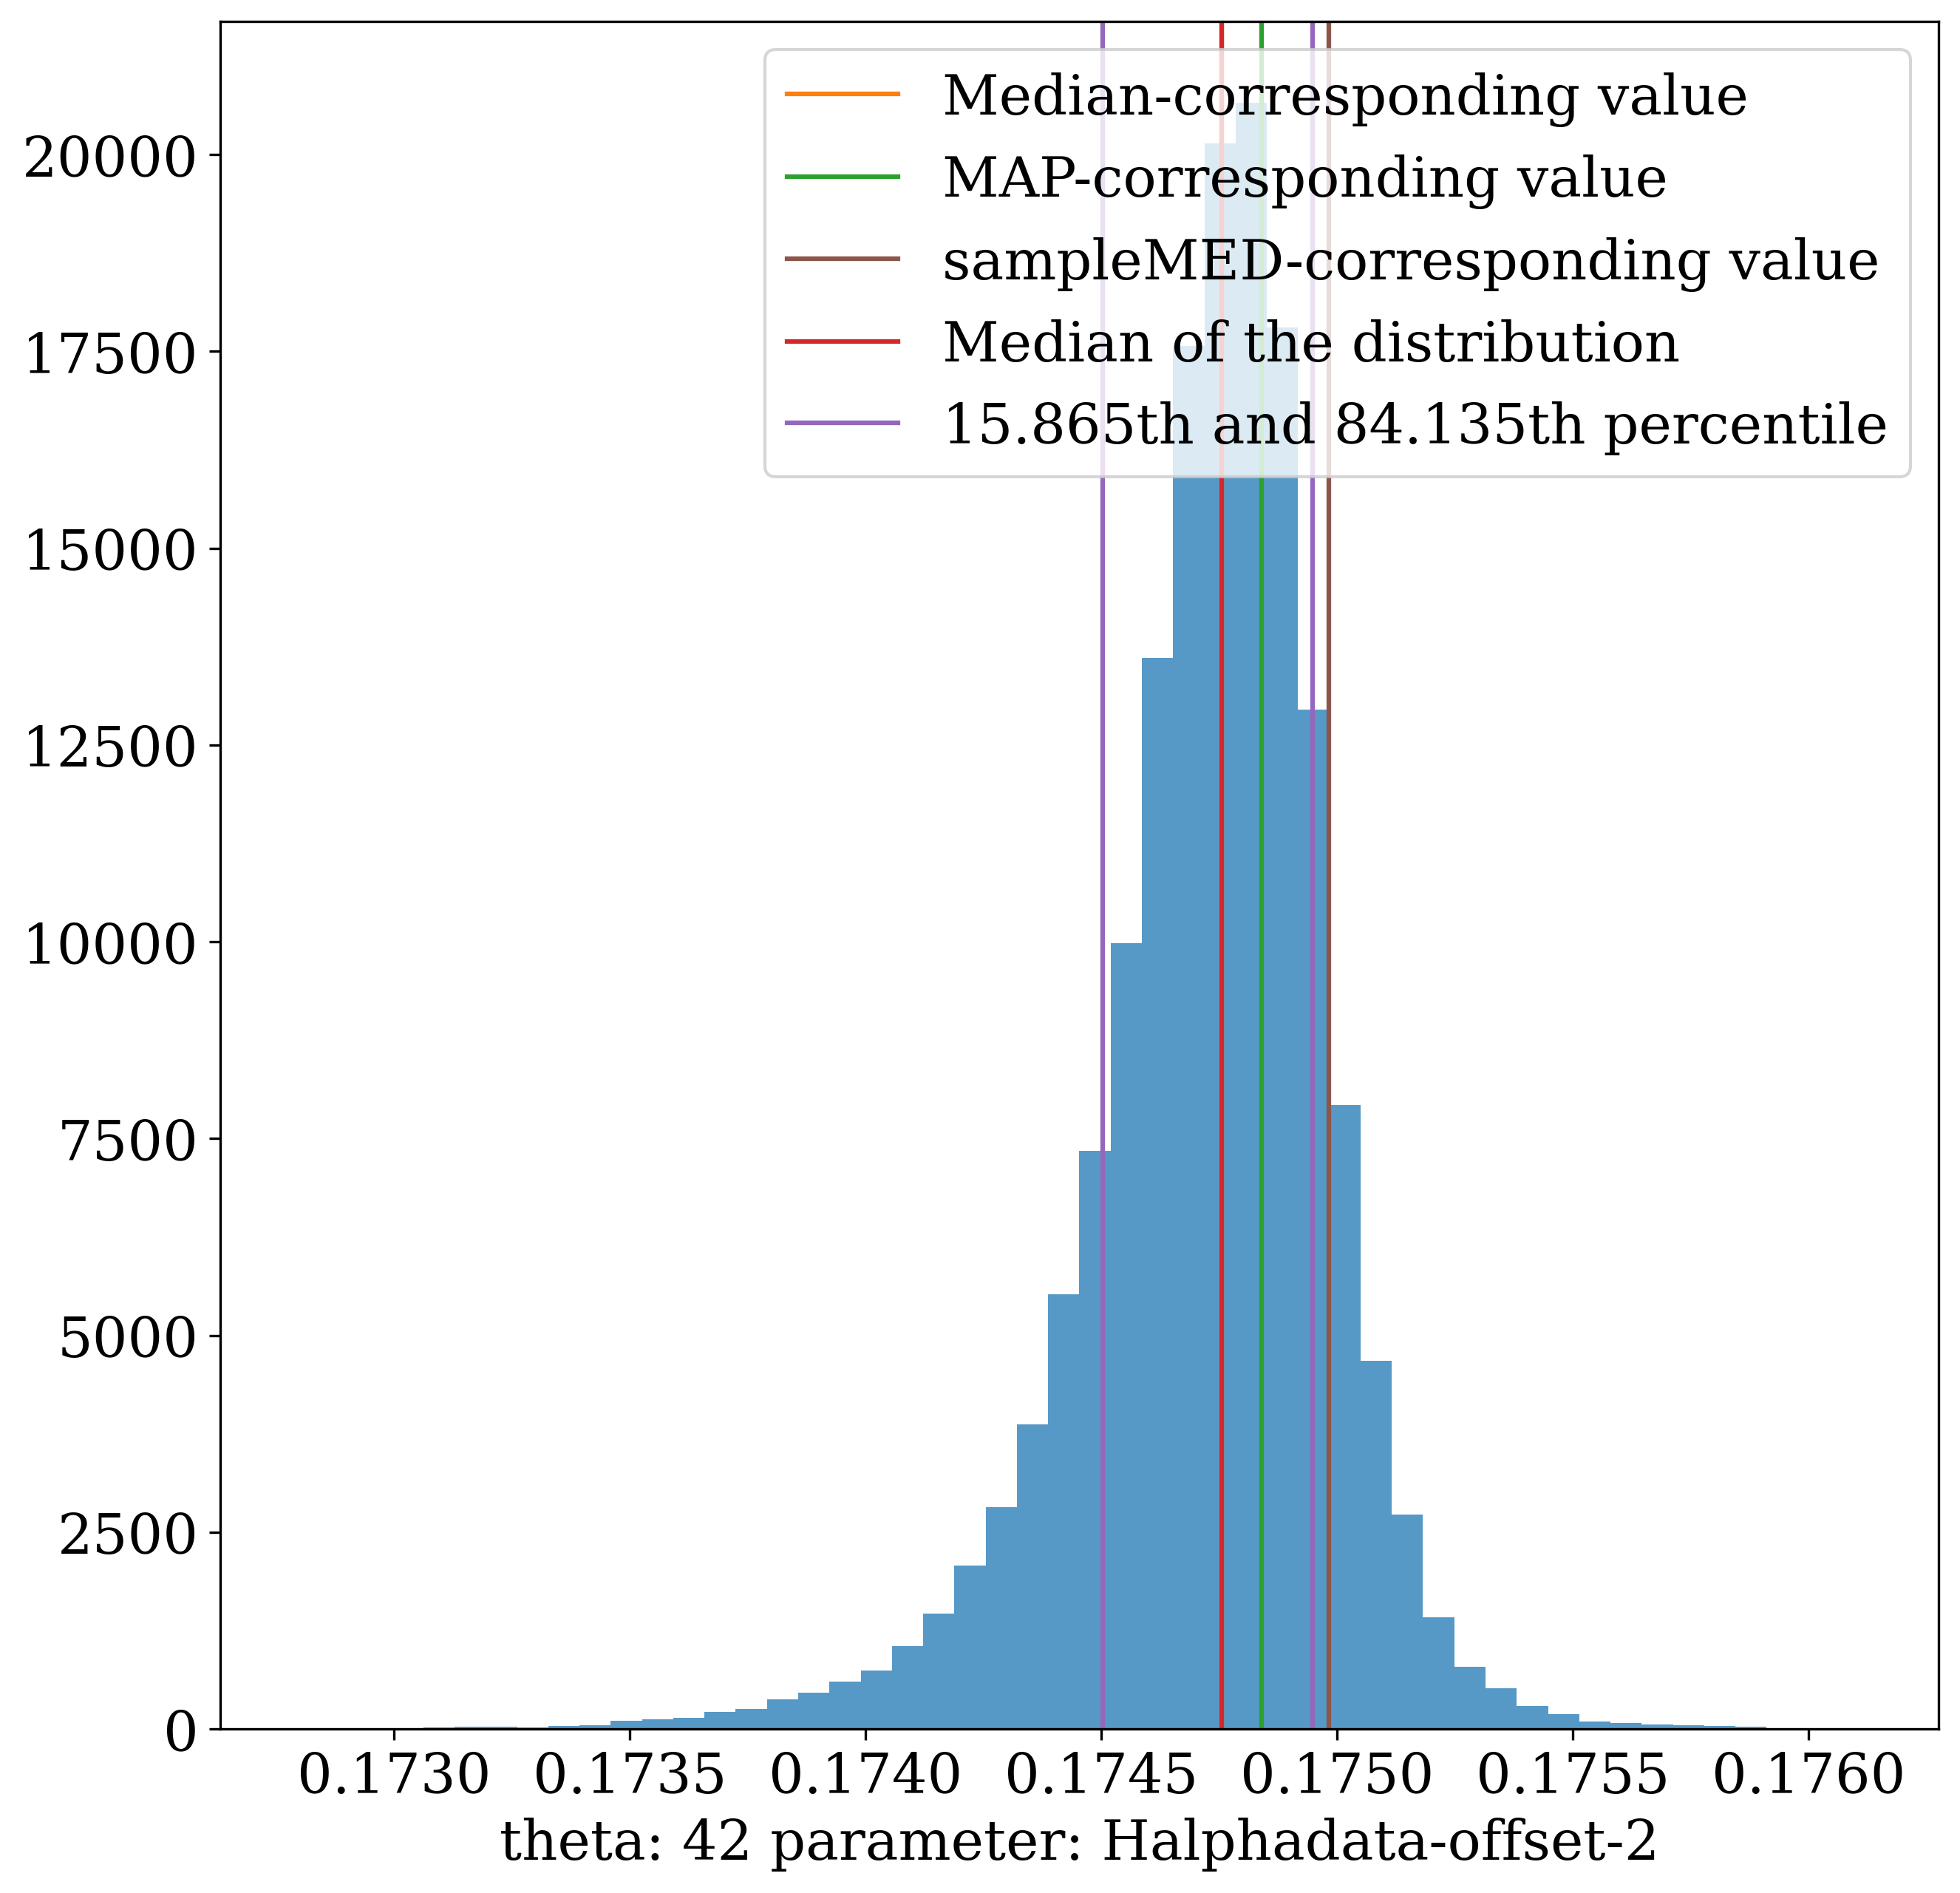 Median-corresponding value
MAP-corresponding value
sampleMED-corresponding value
Median of the distribution
15.865th and 84.135th percentile
20000
17500
15000
12500
10000
7500
5000
2500
0
0.1730 0.1735 0.1740 0.1745 0.1750 0.1755 0.1760
theta: 42 parameter: Halphadata-offset-2